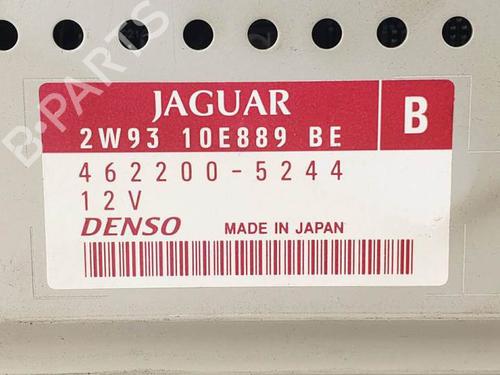 JAGUAR
2W93 10E889 BE
B
462200-5244
12V
DENSO MADE IN JAPAN
B-PARTS